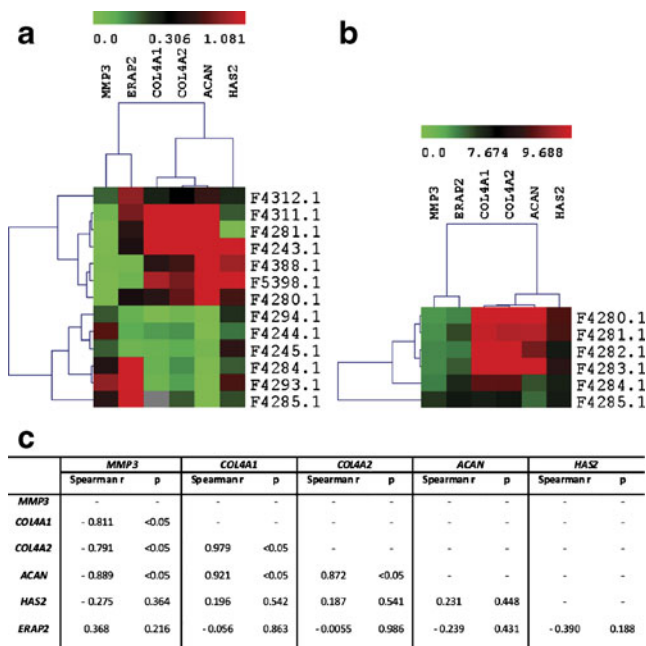 a
0.0 0.306 1.081
MMP3 ERAP2 COL4A1 COL4A2 ACAN HAS2
F4312.1
F4311.1
F4281.1
F4243.1
F4388.1
F5398.1
F4280.1
F4294.1
F4244.1
F4245.1
F4284.1
F4293.1
F4285.1
b
0.0 7.674 9.688
MMP3 ERAP2 COL4A1 COL4A2 ACAN HAS2
F4280.1
F4281.1
F4282.1
F4283.1
F4284.1
F4285.1
c
MMP3 COL4A1 COL4A2 ACAN HAS2
Spearman r p Spearman r p Spearman r p Spearman r p Spearman r p
MMP3 - - - - - - - - - -
COL4A1 - 0.811 <0.05 - - - - - - - -
COL4A2 - 0.791 <0.05 0.979 <0.05 - - - - - -
ACAN - 0.889 <0.05 0.921 <0.05 0.872 <0.05 - - - -
HAS2 - 0.275 0.364 0.196 0.542 0.187 0.541 0.231 0.448 - -
ERAP2 0.368 0.216 - 0.056 0.863 - 0.0055 0.986 - 0.239 0.431 - 0.390 0.188